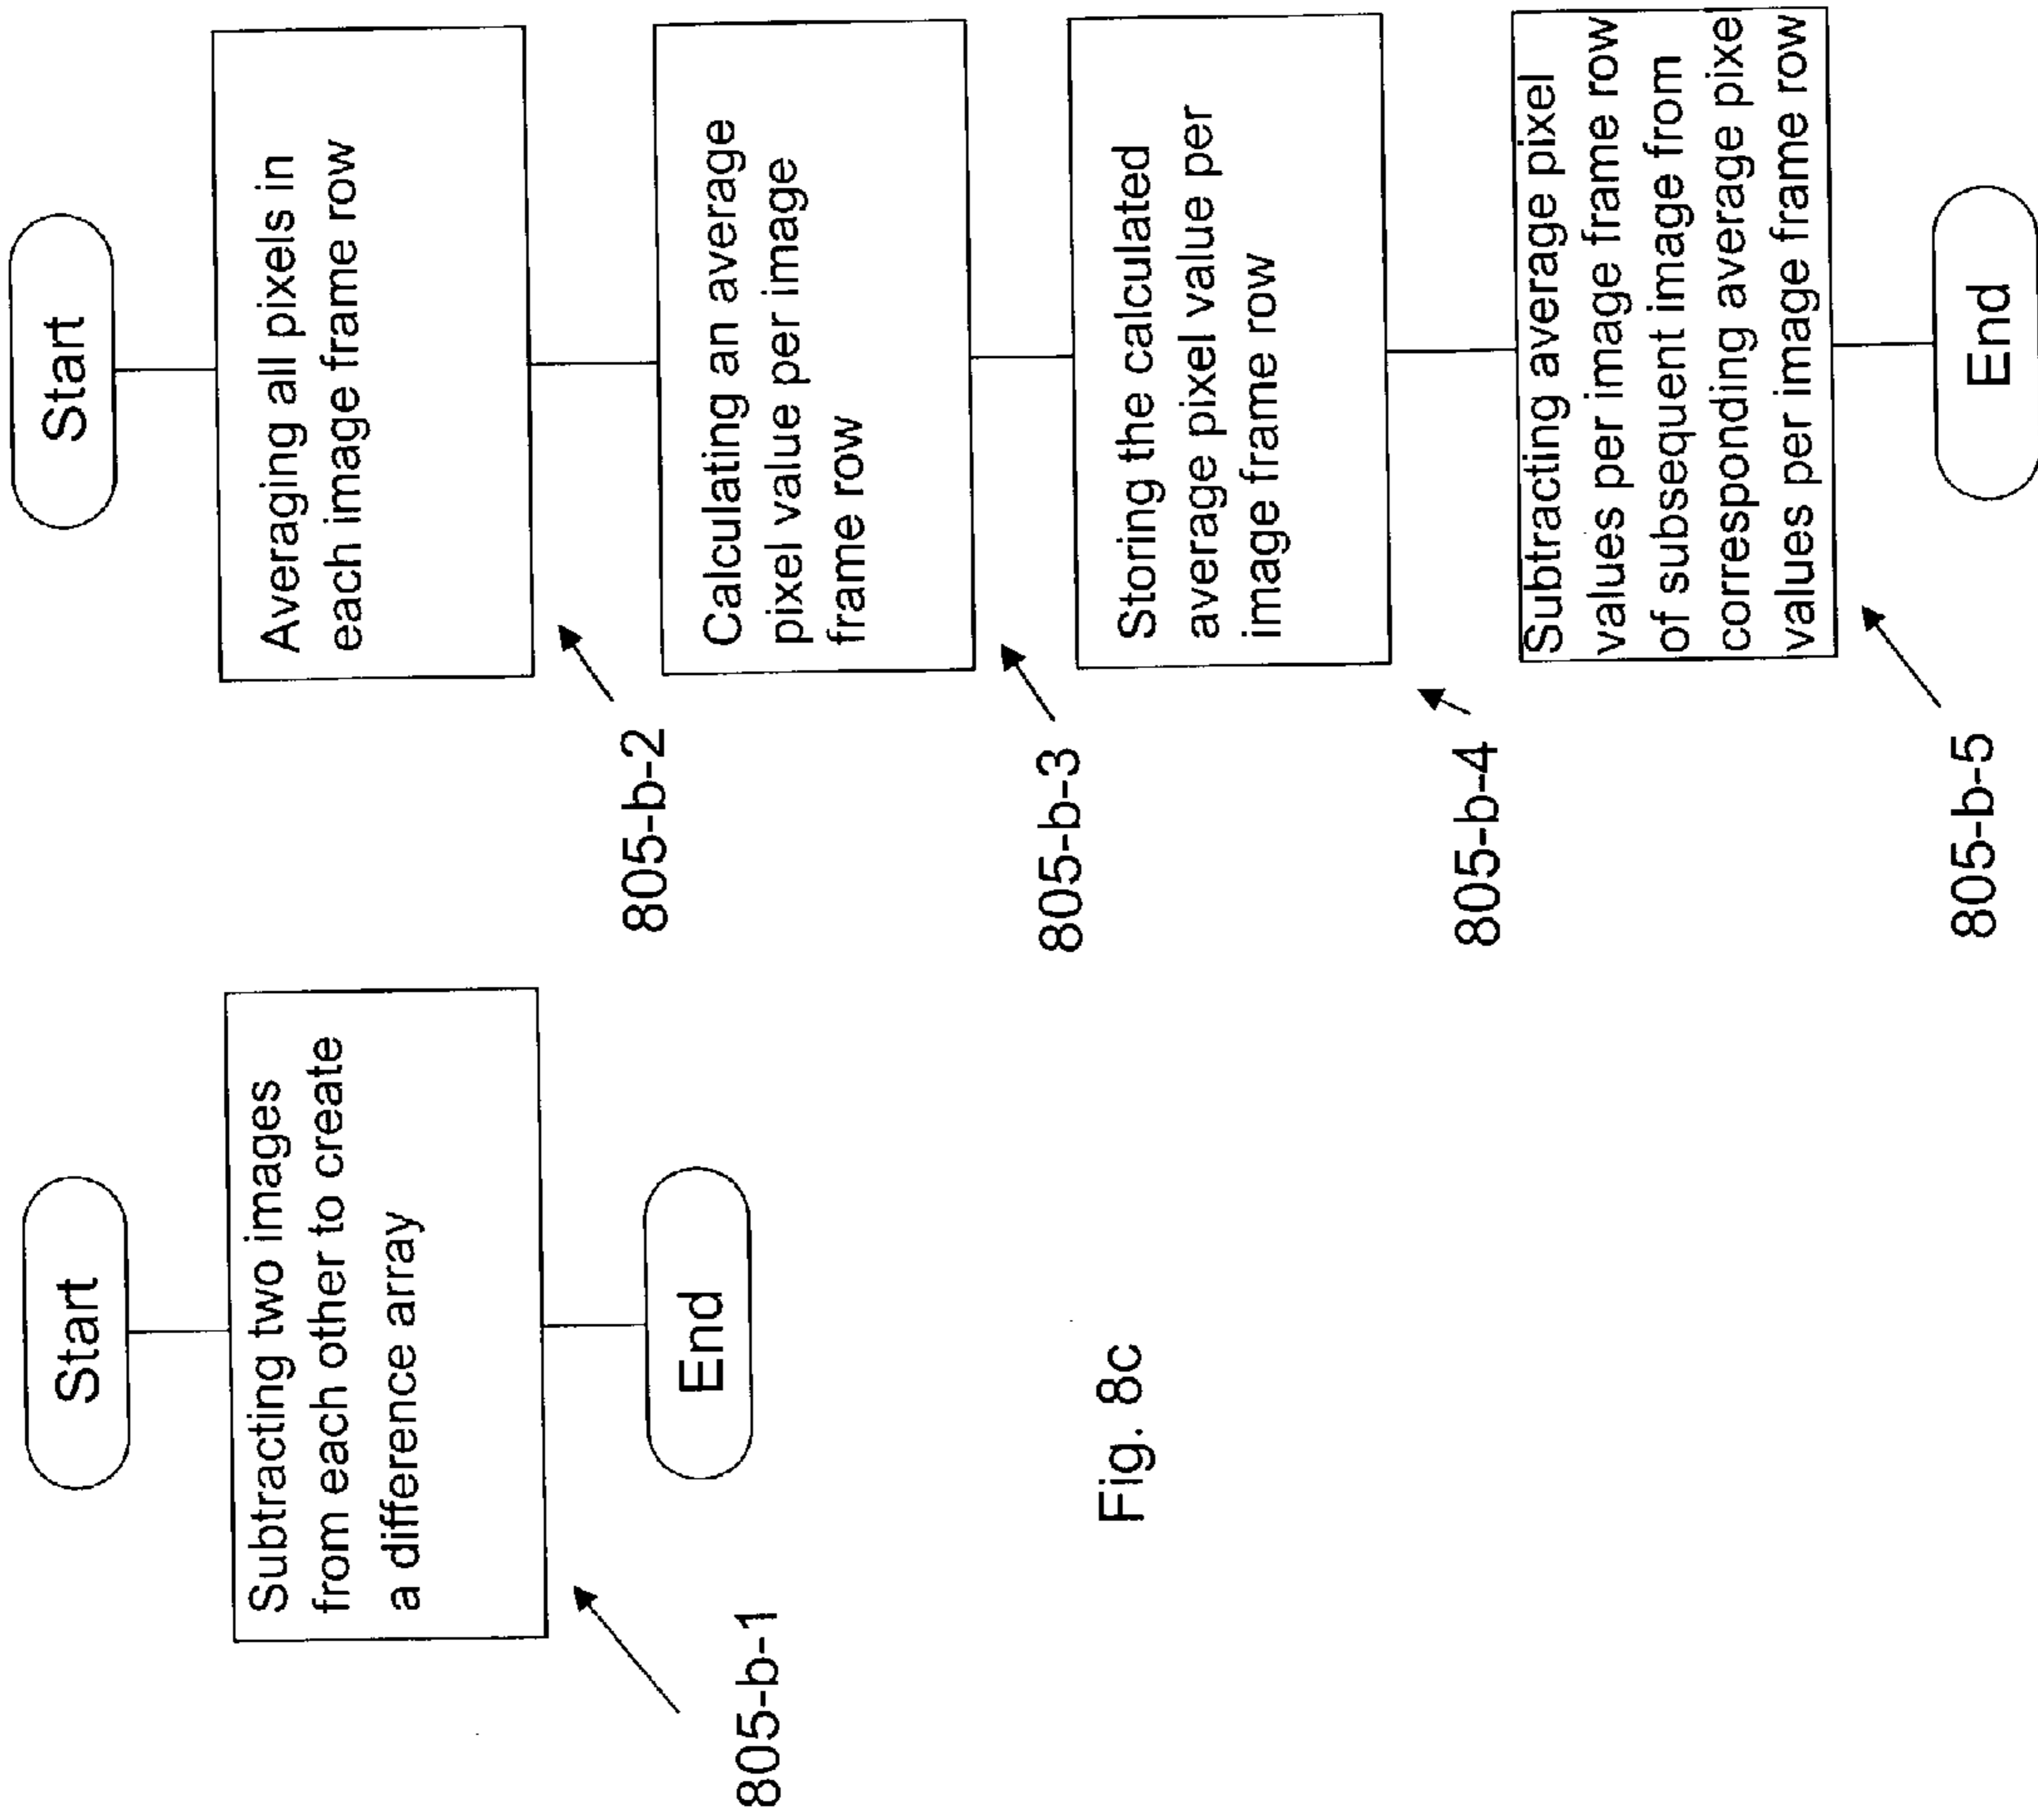 Start
Subtracting two images
from each other to create
a difference array
805-b-1
End
Start
Averaging all pixels in
each image frame row
805-b-2
Calculating an average
pixel value per image
frame row
805-b-3
Storing the calculated
average pixel value per
image frame row
805-b-4
Subtracting average pixel
values per image frame row
of subsequent image from
corresponding average pixe
values per image frame row
805-b-5
End
Fig. 8c